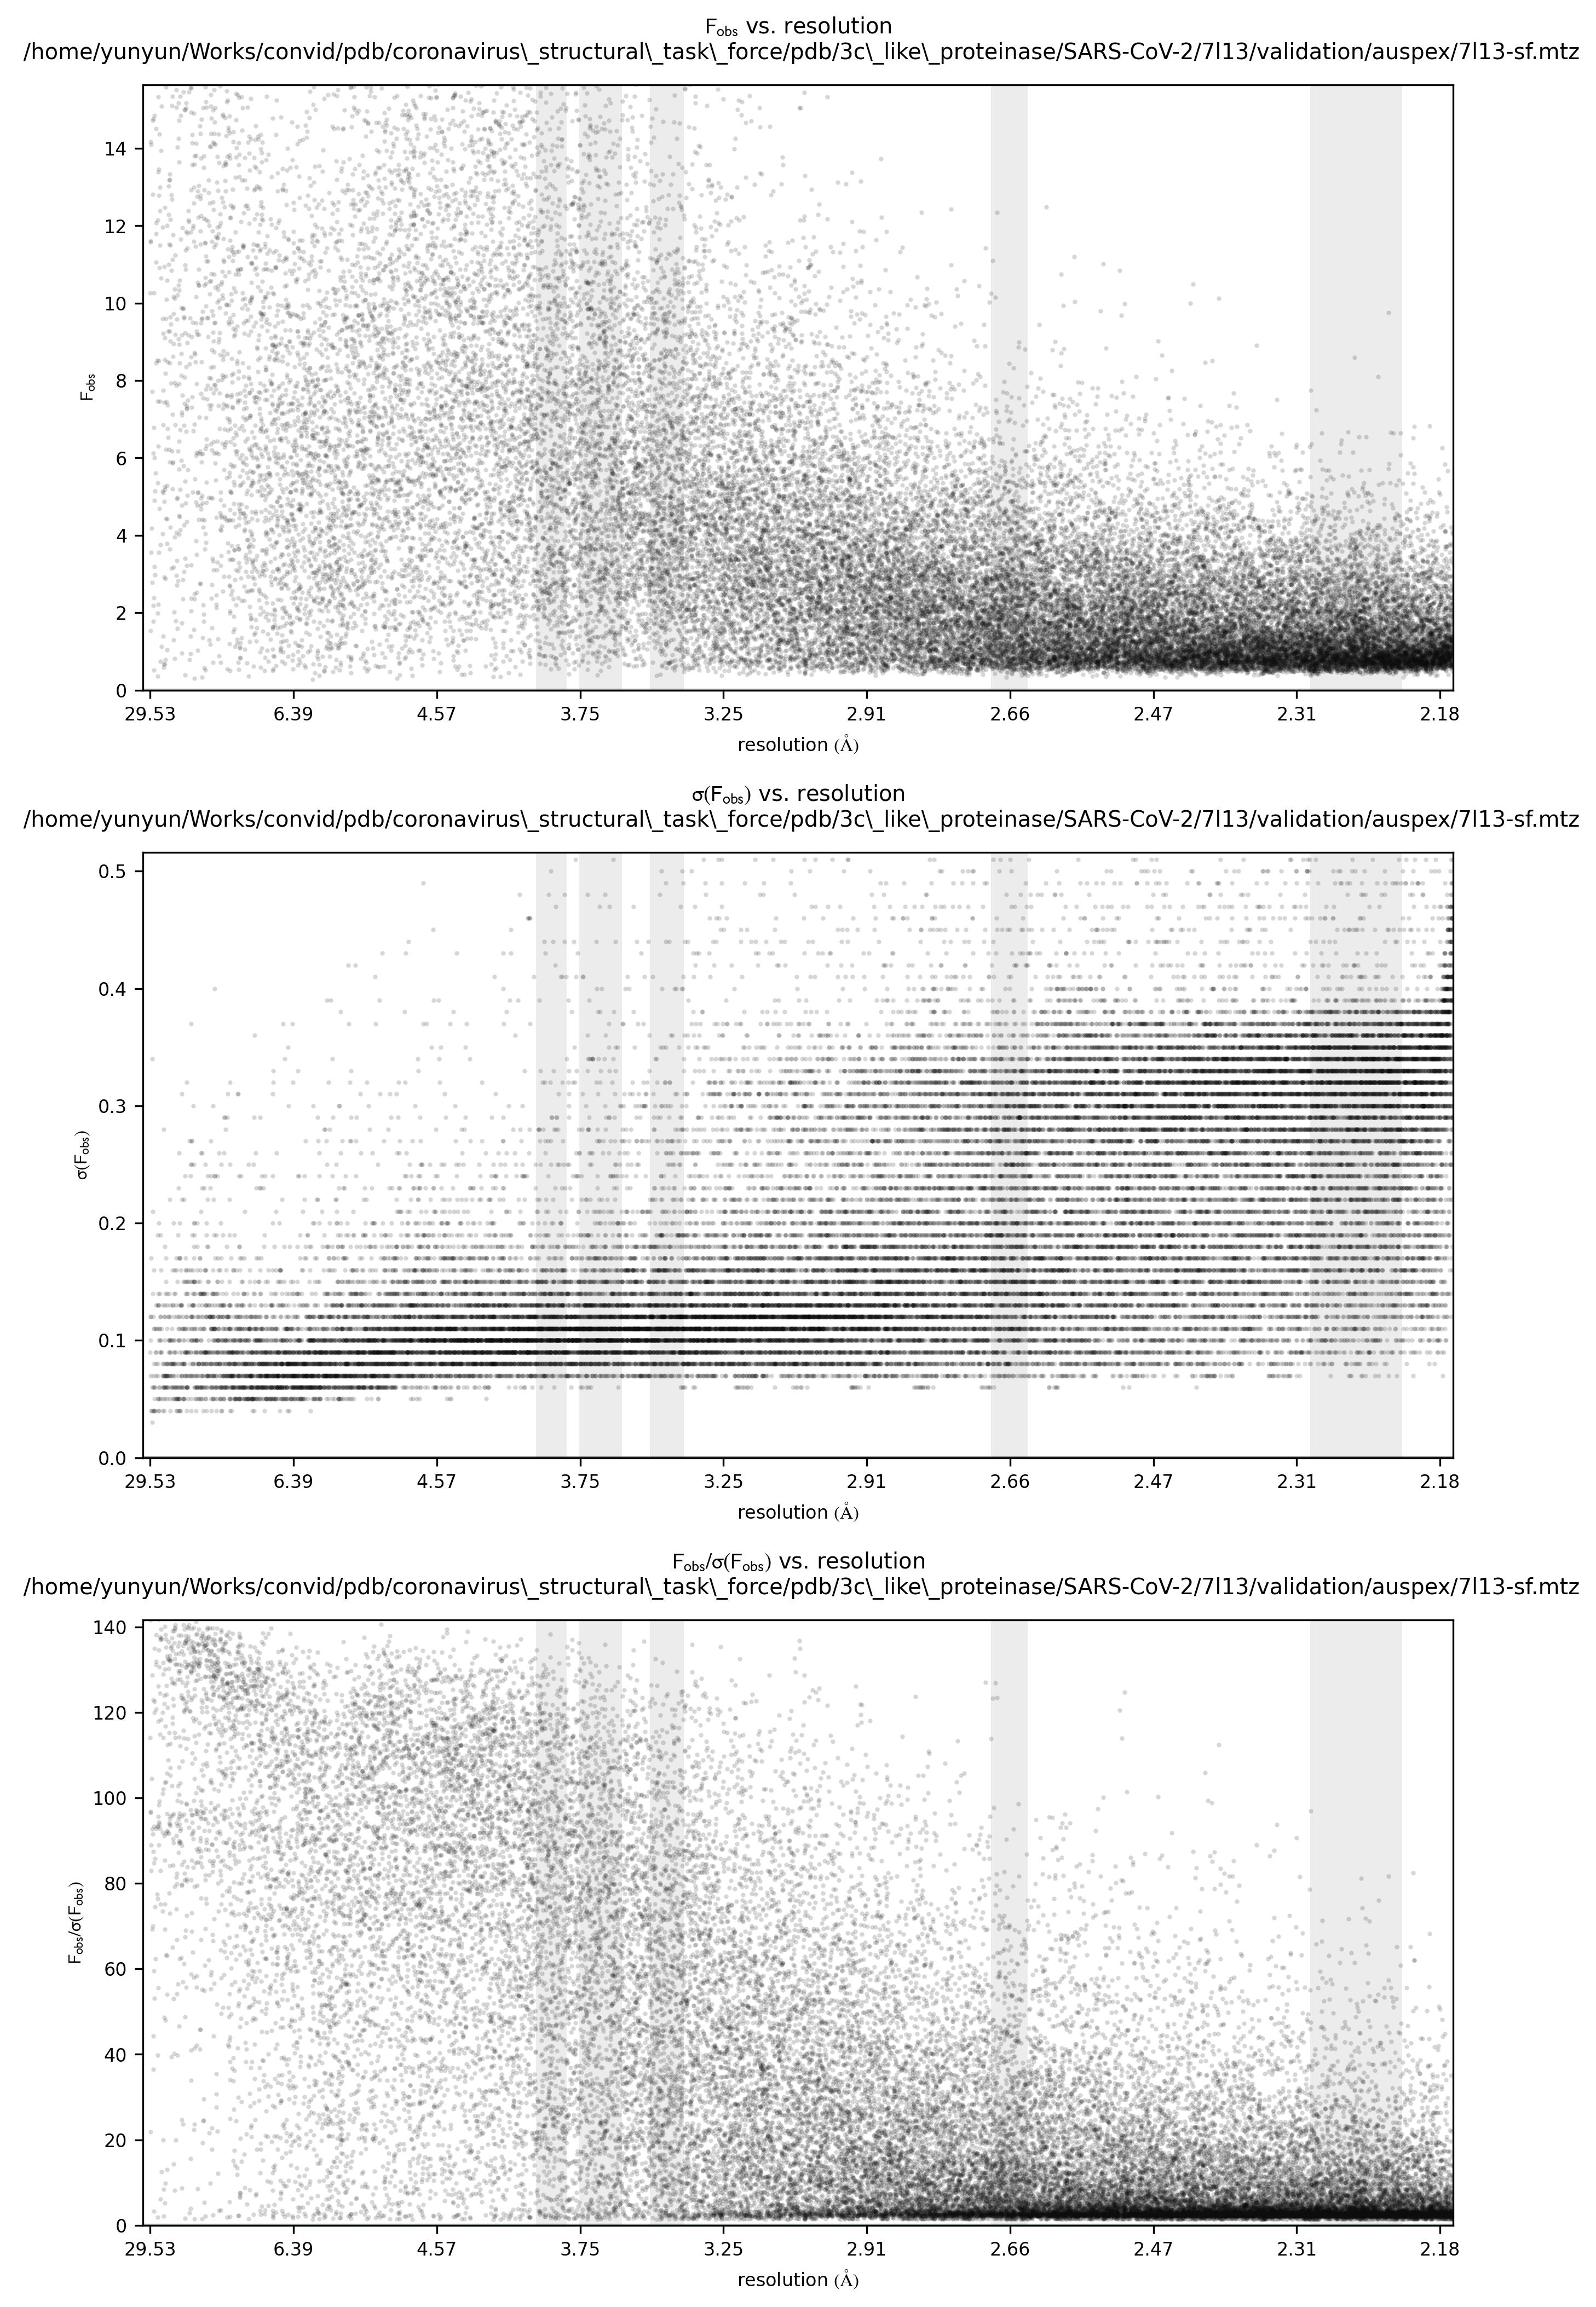 Fobs vs. resolution
/home/yunyun/Works/convid/pdb/coronavirus\_structural\_task\_force/pdb/3c\_like\_proteinase/SARS-CoV-2/7l13/validation/auspex/7l13-sf.mtz
14
12
10
8
6
4
2
0
Fobs
29.53 6.39 4.57 3.75 3.25 2.91 2.66 2.47 2.31 2.18
resolution (Å)
σ(Fobs) vs. resolution
/home/yunyun/Works/convid/pdb/coronavirus\_structural\_task\_force/pdb/3c\_like\_proteinase/SARS-CoV-2/7l13/validation/auspex/7l13-sf.mtz
0.5
0.4
0.3
0.2
0.1
0.0
σ(Fobs)
29.53 6.39 4.57 3.75 3.25 2.91 2.66 2.47 2.31 2.18
resolution (Å)
Fobs/σ(Fobs) vs. resolution
/home/yunyun/Works/convid/pdb/coronavirus\_structural\_task\_force/pdb/3c\_like\_proteinase/SARS-CoV-2/7l13/validation/auspex/7l13-sf.mtz
140
120
100
80
60
40
20
0
Fobs/σ(Fobs)
29.53 6.39 4.57 3.75 3.25 2.91 2.66 2.47 2.31 2.18
resolution (Å)